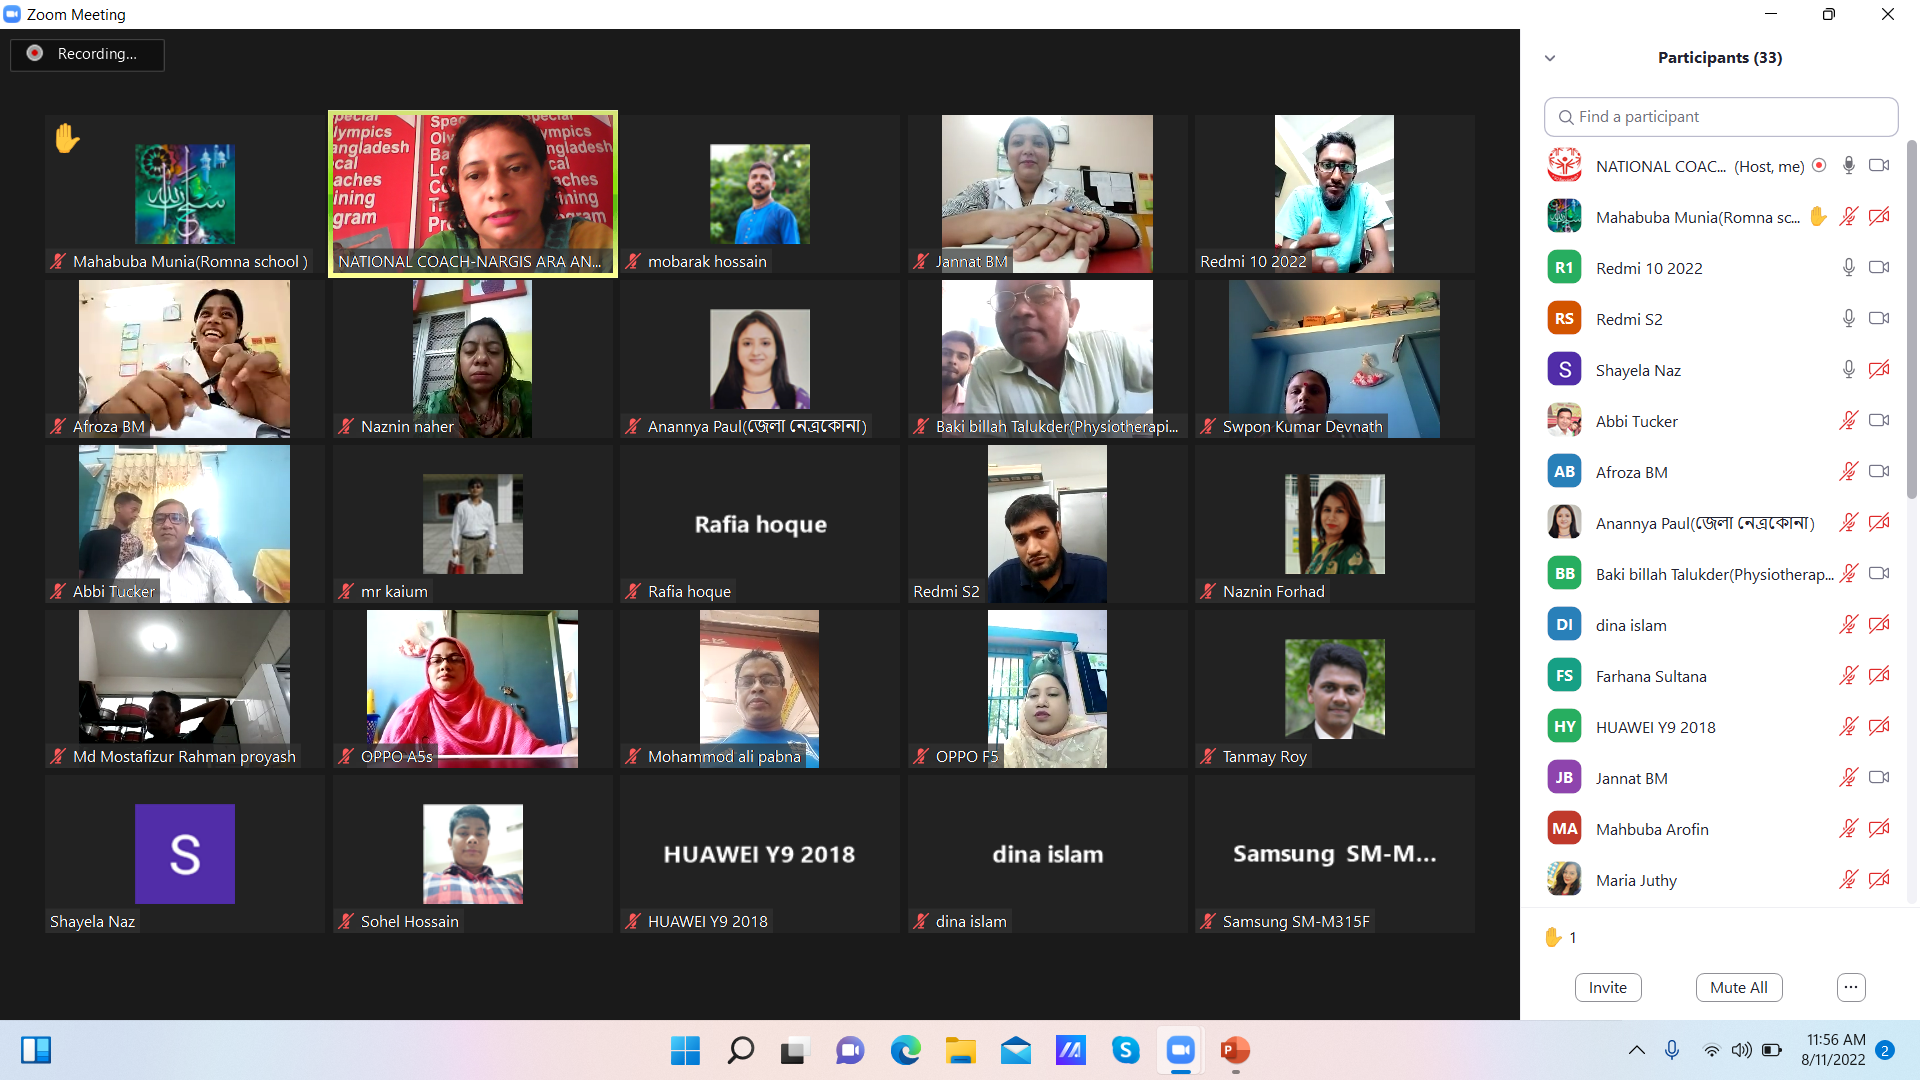 Zoom Meeting
Recording...
Mahabuba Munia(Romna school )
Special
Olympics
Bangladesh
NATIONAL COACH-NARGIS ARA AN...
mobarak hossain
Jannat BM
Redmi 10 2022
Afroza BM
Naznin naher
Anannya Paul(জেলা নেত্রকোনা)
Baki billah Talukder(Physiotherapi...
Swpon Kumar Devnath
Abbi Tucker
mr kaium
Rafia hoque
Rafia hoque
Redmi S2
Naznin Forhad
Md Mostafizur Rahman proyash
OPPO A5s
Mohammod ali pabna
OPPO F5
Tanmay Roy
S
Shayela Naz
Sohel Hossain
HUAWEI Y9 2018
HUAWEI Y9 2018
dina islam
dina islam
Samsung SM-M...
Samsung SM-M315F
Participants (33)
Find a participant
NATIONAL COAC... (Host, me)
Mahabuba Munia(Romna sc...
R1 Redmi 10 2022
RS Redmi S2
S Shayela Naz
Abbi Tucker
AB Afroza BM
Anannya Paul(জেলা নেত্রকোনা)
BB Baki billah Talukder(Physiotherap...
DI dina islam
FS Farhana Sultana
HY HUAWEI Y9 2018
JB Jannat BM
MA Mahbuba Arofin
Maria Juthy
1
Invite Mute All ...
11:56 AM
8/11/2022 2